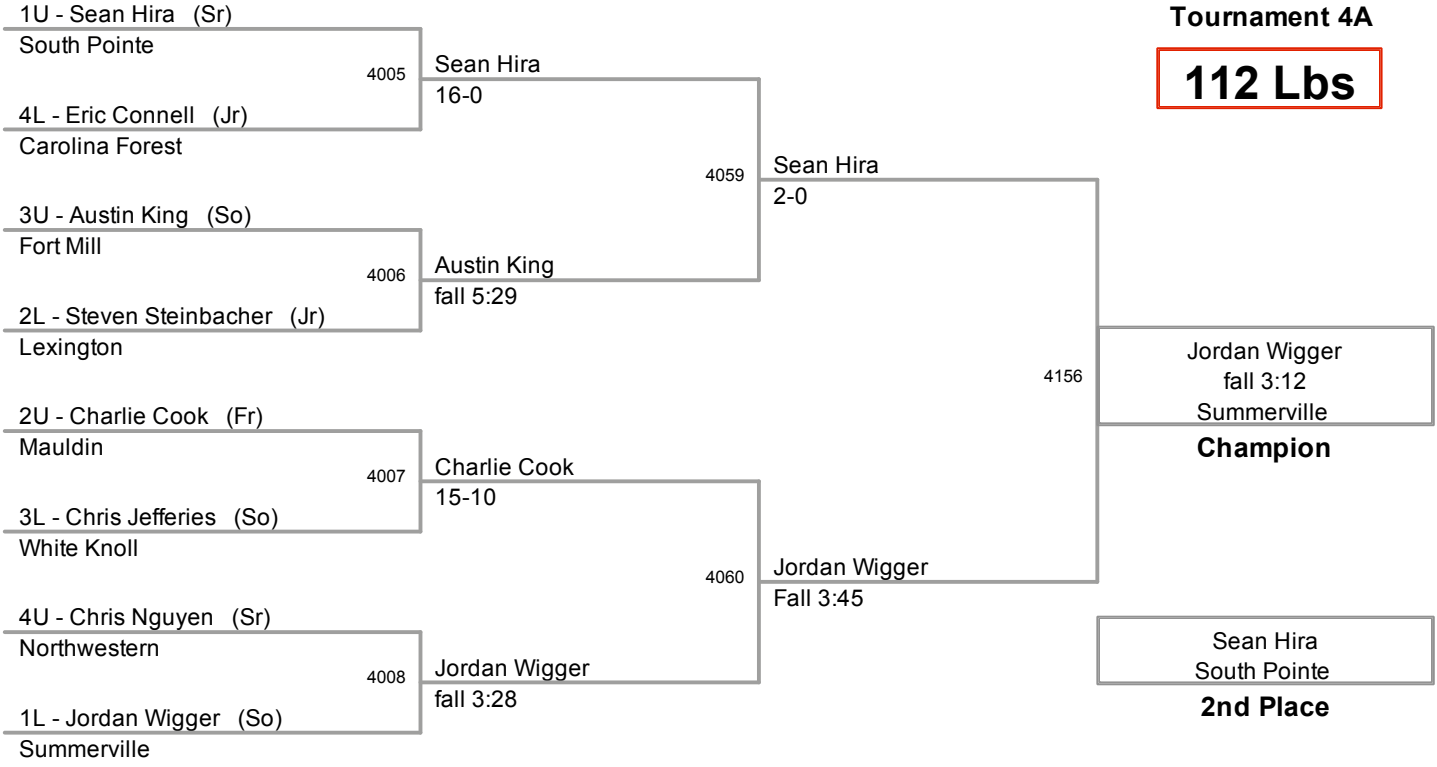 1U - Sean Hira (Sr)
South Pointe
4005
4L - Eric Connell (Jr)
Carolina Forest
3U - Austin King (So)
Fort Mill
4006
2L - Steven Steinbacher (Jr)
Lexington
2U - Charlie Cook (Fr)
Mauldin
4007
3L - Chris Jefferies (So)
White Knoll
4U - Chris Nguyen (Sr)
Northwestern
4008
1L - Jordan Wigger (So)
Summerville
Sean Hira
16-0
4059
Austin King
fall 5:29
Charlie Cook
15-10
4060
Jordan Wigger
fall 3:28
Sean Hira
2-0
4156
Jordan Wigger
Fall 3:45
Tournament 4A
112 Lbs
Jordan Wigger
fall 3:12
Summerville
Champion
Sean Hira
South Pointe
2nd Place